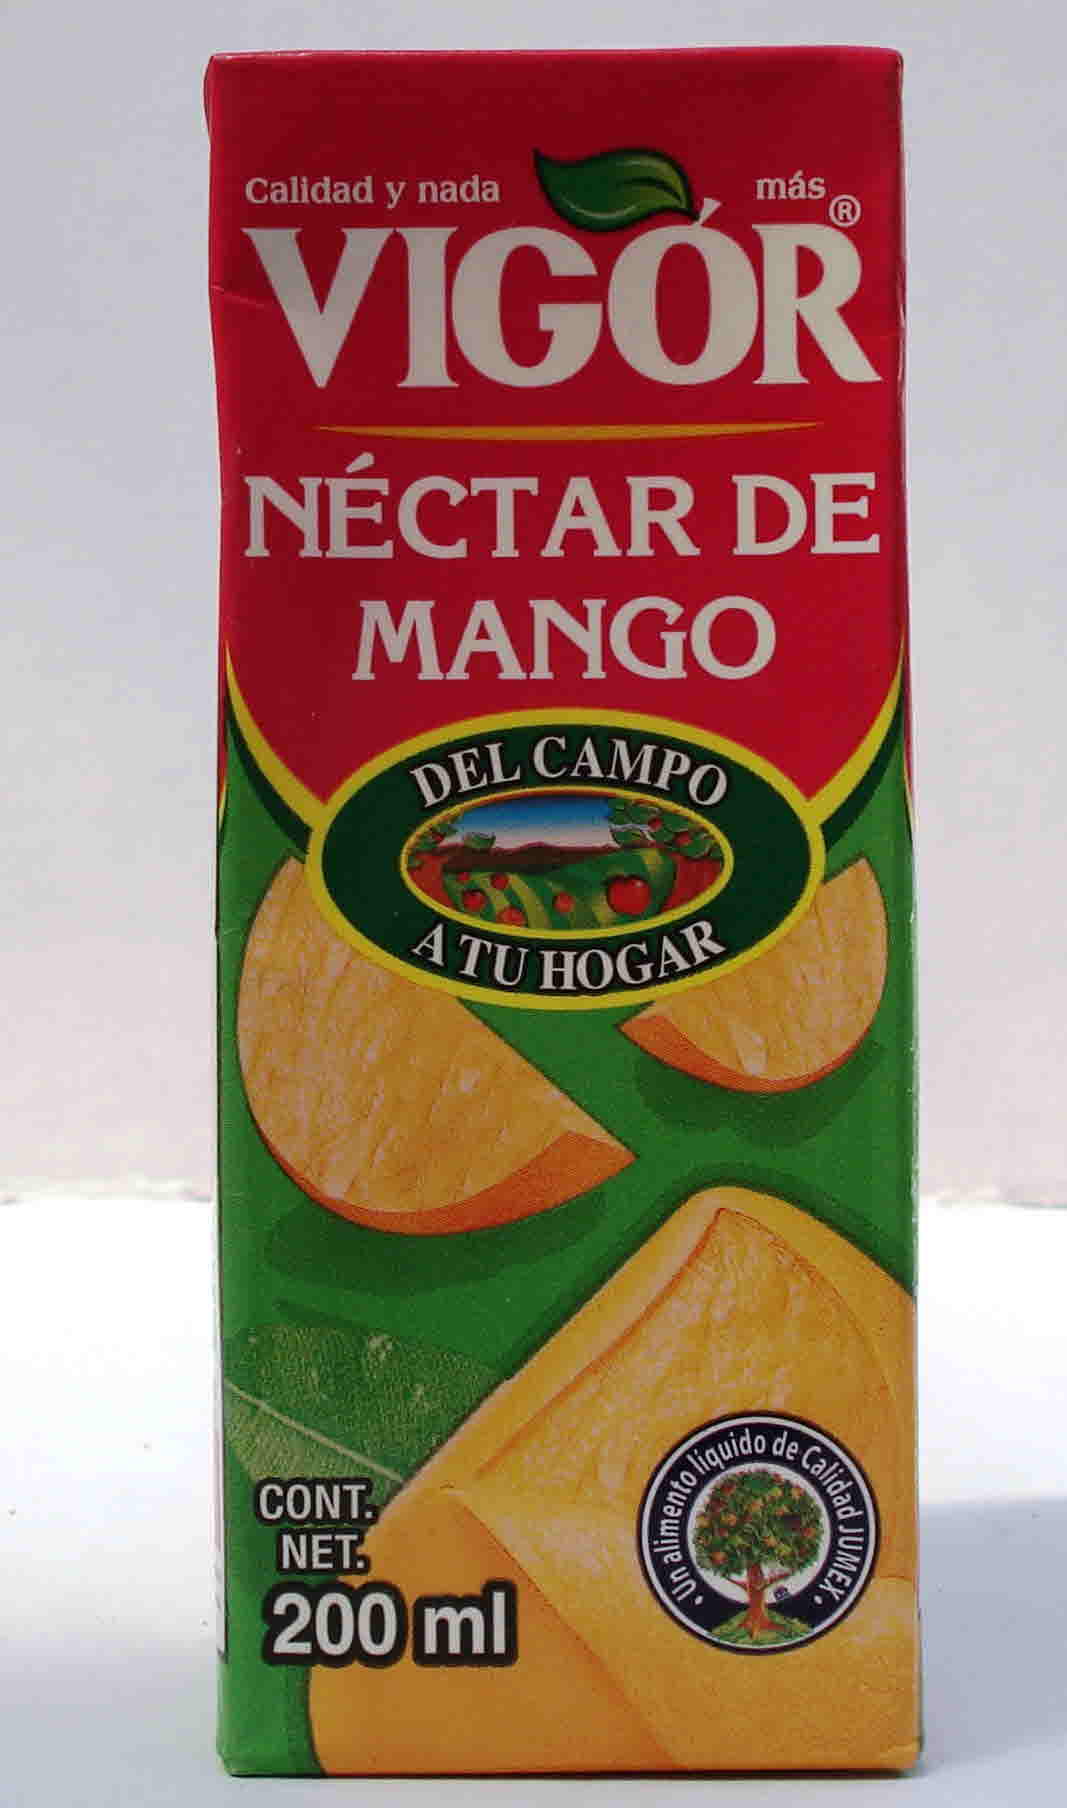 Calidad y nada más
VIGÓR®
NÉCTAR DE
MANGO
DEL CAMPO
A TU HOGAR
CONT.
NET.
200 ml
• Un alimento líquido de Calidad JUMEX •